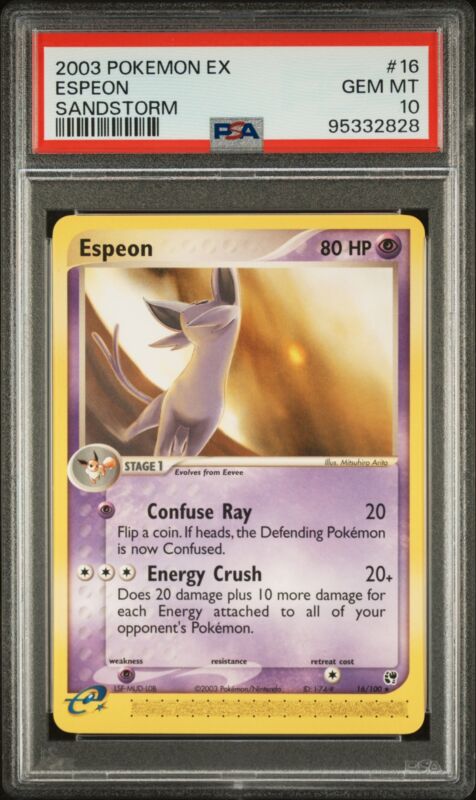 2003 POKEMON EX #16
ESPEON GEM MT
SANDSTORM 10
PSA 95332828
Espeon 80 HP
Illus. Mitsuhiro Arita
STAGE 1
Evolves from Eevee
Confuse Ray 20
Flip a coin. If heads, the Defending Pokémon
is now Confused.
Energy Crush 20+
Does 20 damage plus 10 more damage for
each Energy attached to all of your
opponent's Pokémon.
weakness resistance retreat cost
©2003 Pokémon/Nintendo 16/100 ★